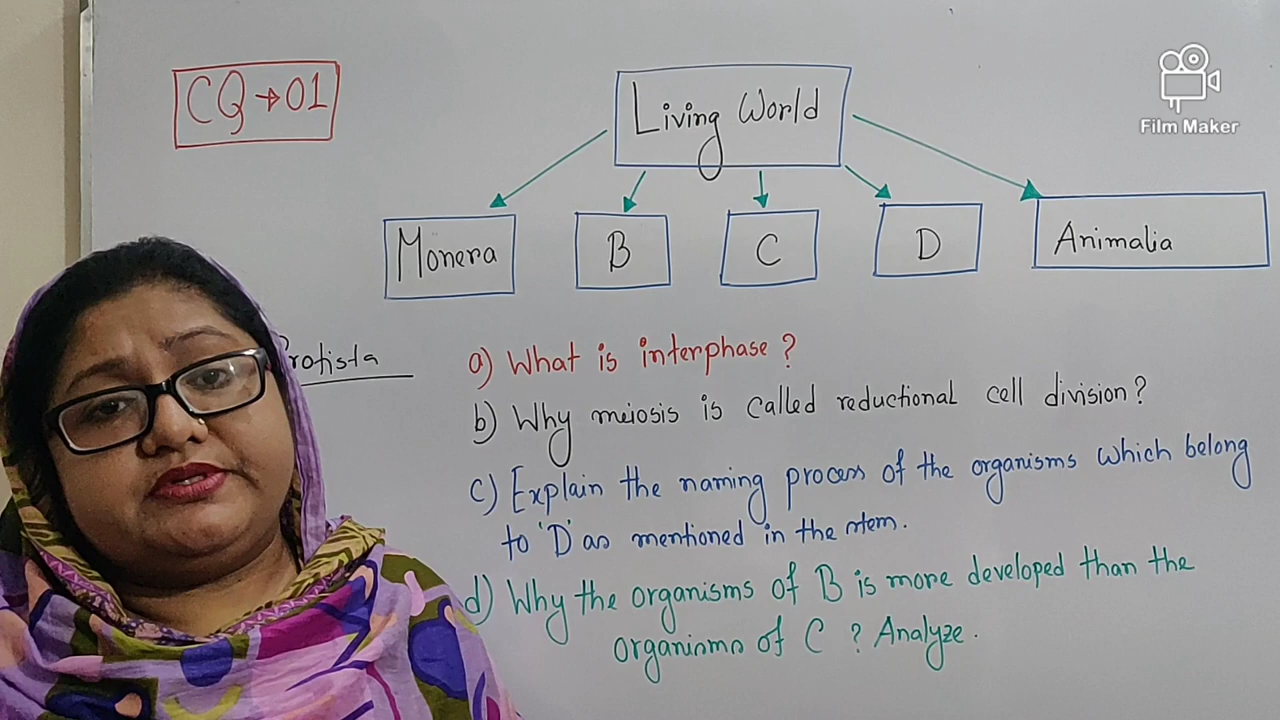 CQ → 01
Living World
Film Maker
Monera
B
C
D
Animalia
rotista
a) What is interphase ?
b) Why meiosis is called reductional cell division?
c) Explain the naming process of the organisms which belong
to 'D' as mentioned in the stem.
d) Why the organisms of B is more developed than the
organisms of C ? Analyze.